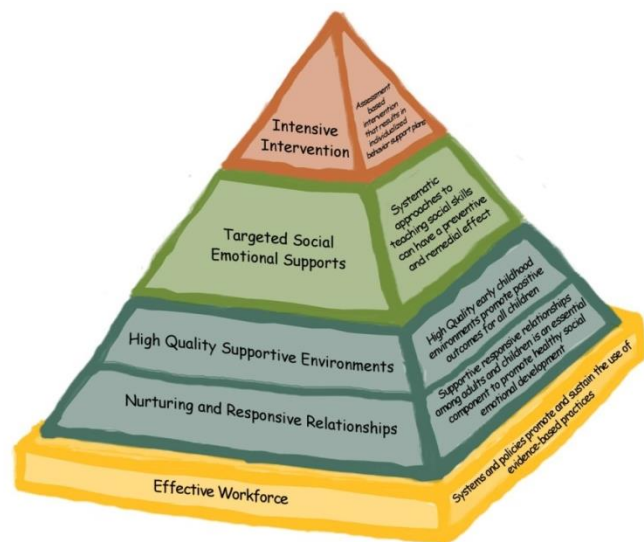 Intensive
Intervention
Assessment
based
intervention
that results in
individualized
behavior support plans
Targeted Social
Emotional Supports
Systematic
approaches to
teaching social skills
can have a preventive
and remedial effect
High Quality Supportive Environments
High Quality early childhood
environments promote positive
outcomes for all children
Nurturing and Responsive Relationships
Supportive responsive relationships
among adults and children is an essential
component to promote healthy social
emotional development
Effective Workforce
Systems and policies promote and sustain the use of
evidence-based practices